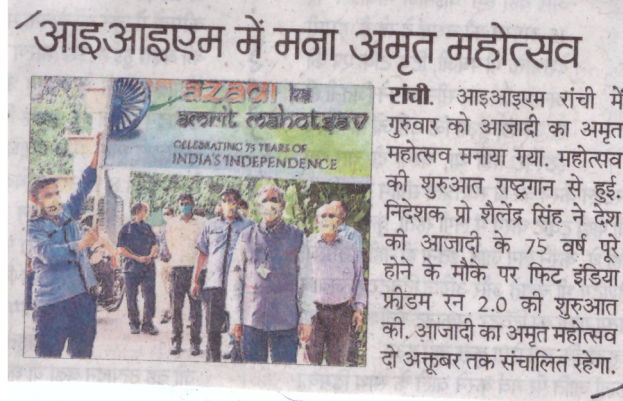 आइआइएम में मना अमृत महोत्सव
azadi ka
amrit mahotsav
CELEBRATING 75 YEARS OF
INDIA'S INDEPENDENCE
रांची. आइआइएम रांची में
गुरुवार को आजादी का अमृत
महोत्सव मनाया गया. महोत्सव
की शुरुआत राष्ट्रगान से हुई.
निदेशक प्रो शैलेंद्र सिंह ने देश
की आजादी के 75 वर्ष पूरे
होने के मौके पर फिट इंडिया
फ्रीडम रन 2.0 की शुरुआत
की. आजादी का अमृत महोत्सव
दो अक्तूबर तक संचालित रहेगा.